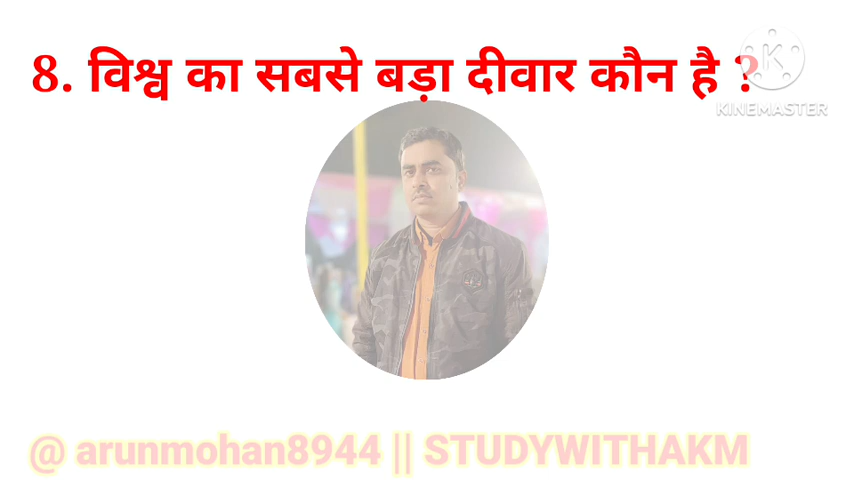 8. विश्व का सबसे बड़ा दीवार कौन है ?
KINEMASTER
@ arunmohan8944 || STUDYWITHAKM